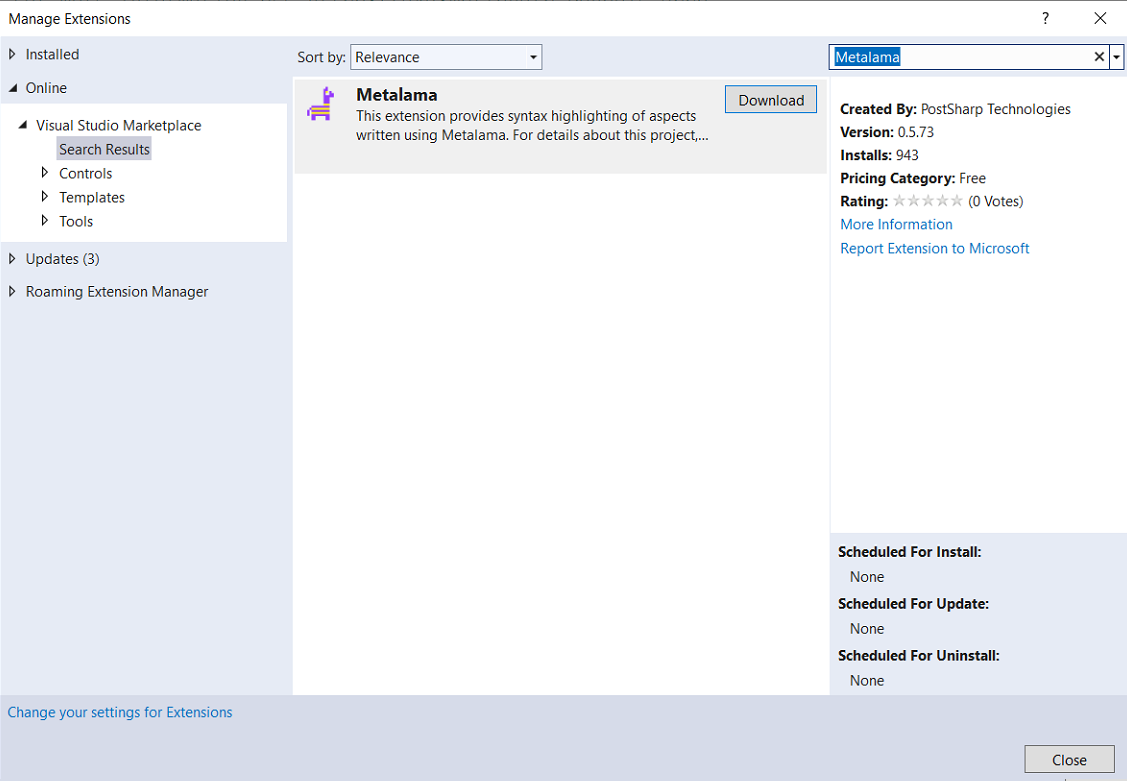 Manage Extensions
?
Installed
Online
Visual Studio Marketplace
Search Results
Controls
Templates
Tools
Updates (3)
Roaming Extension Manager
Sort by: Relevance
Metalama
Download
This extension provides syntax highlighting of aspects
written using Metalama. For details about this project,...
Metalama
Created By: PostSharp Technologies
Version: 0.5.73
Installs: 943
Pricing Category: Free
Rating: (0 Votes)
More Information
Report Extension to Microsoft
Scheduled For Install:
None
Scheduled For Update:
None
Scheduled For Uninstall:
None
Change your settings for Extensions
Close